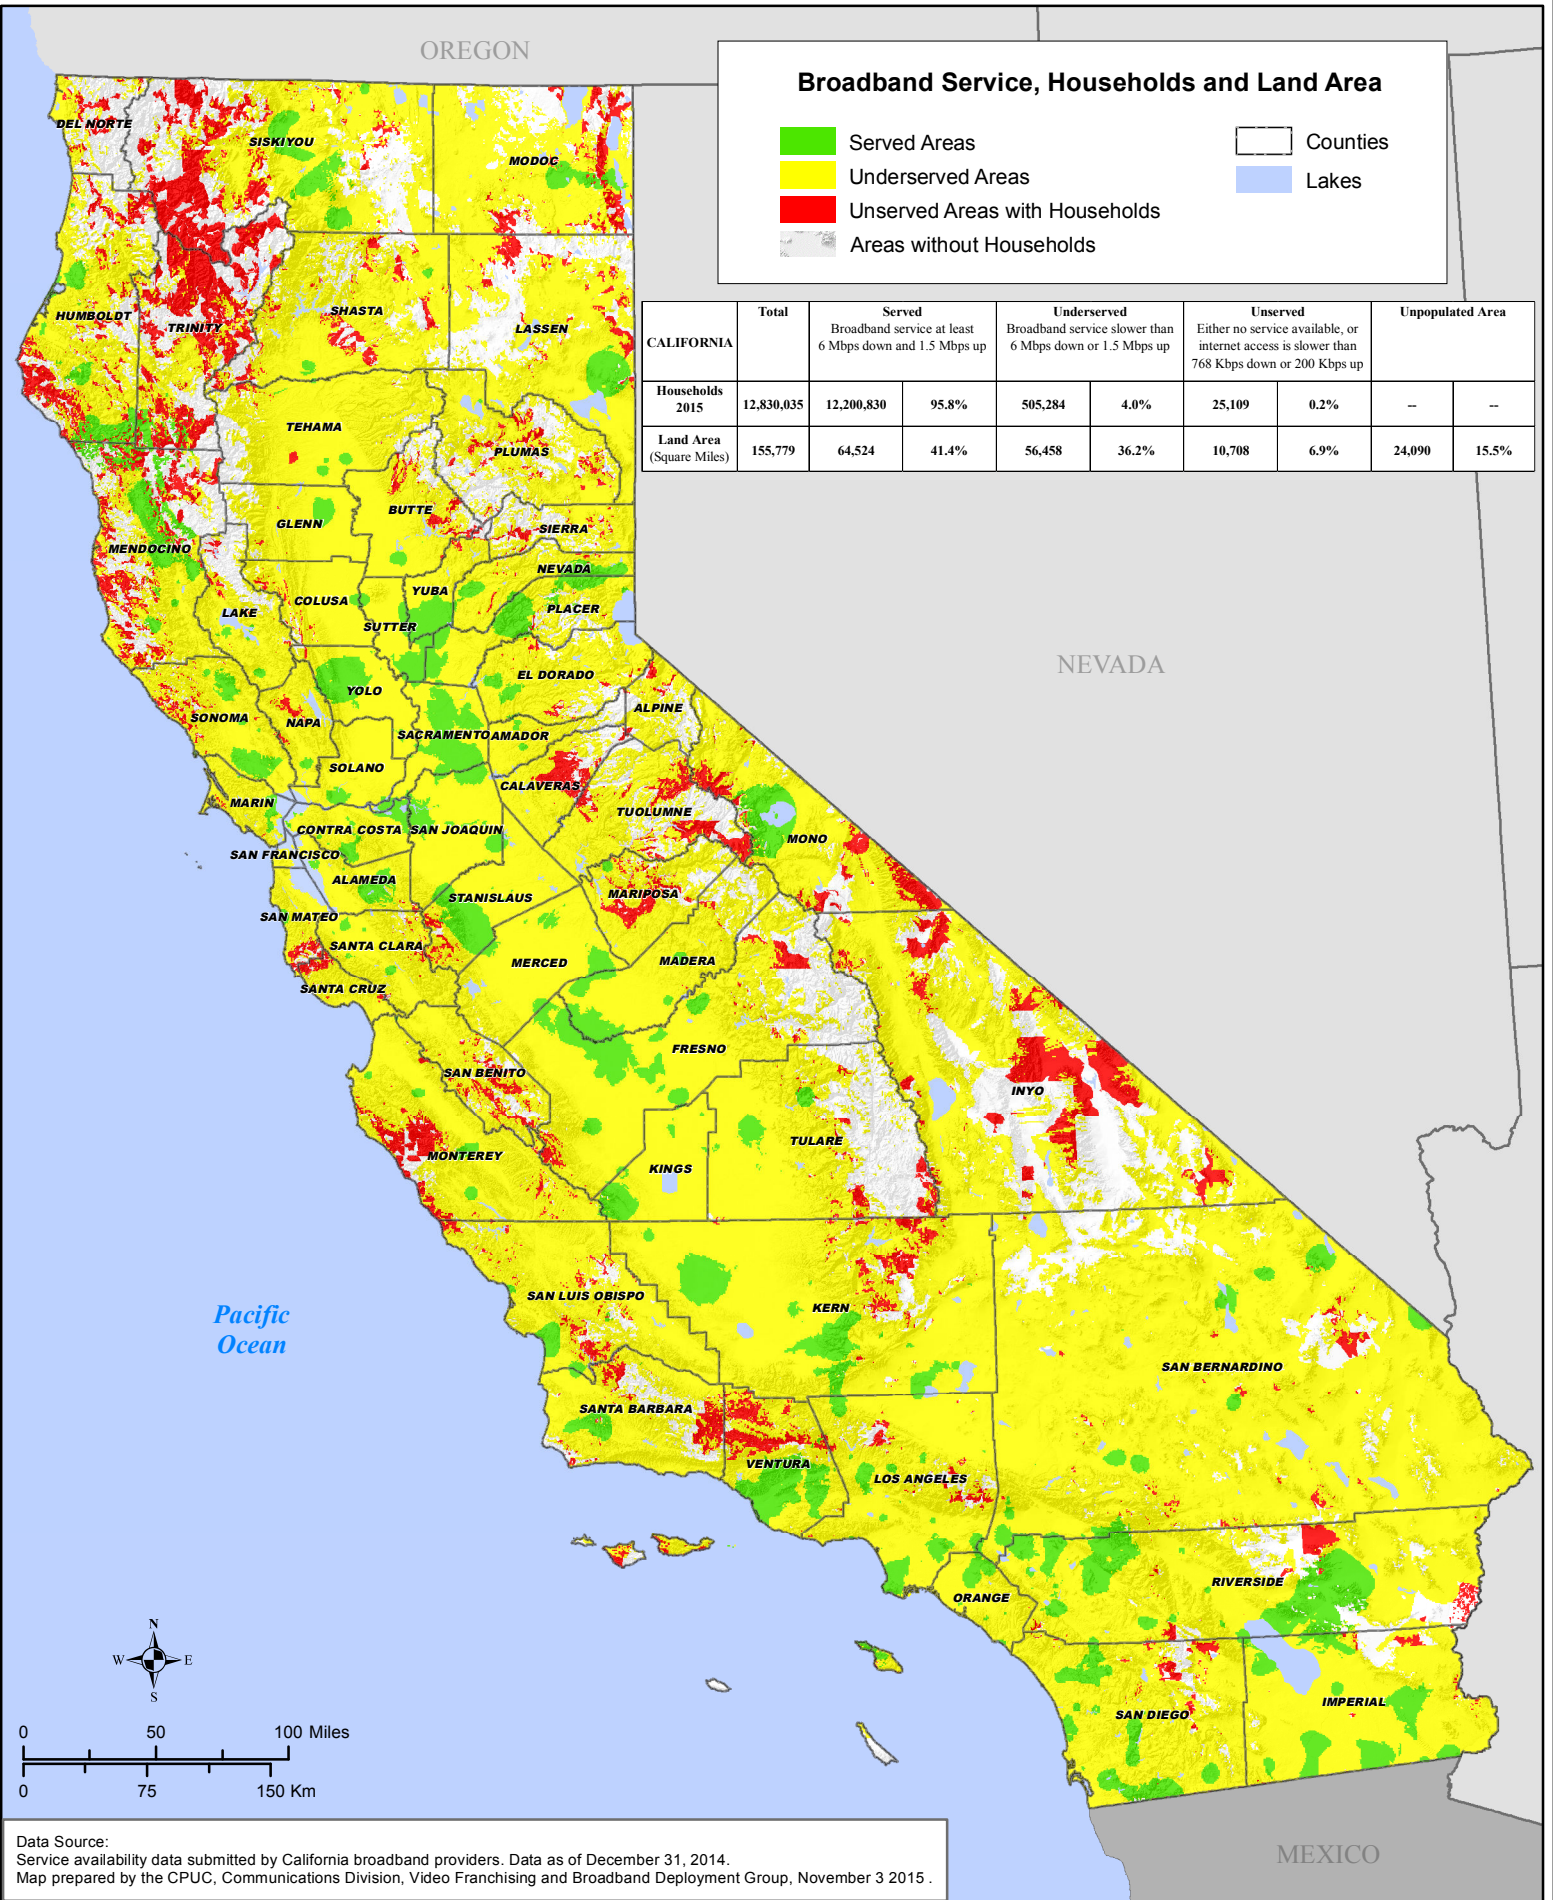 OREGON
Broadband Service, Households and Land Area
Served Areas
Underserved Areas
Unserved Areas with Households
Areas without Households
Counties
Lakes
CALIFORNIA
Total
Served
Broadband service at least
6 Mbps down and 1.5 Mbps up
Underserved
Broadband service slower than
6 Mbps down or 1.5 Mbps up
Unserved
Either no service available, or
internet access is slower than
768 Kbps down or 200 Kbps up
Unpopulated Area
Households
2015
12,830,035
12,200,830
95.8%
505,284
4.0%
25,109
0.2%
--
--
Land Area
(Square Miles)
155,779
64,524
41.4%
56,458
36.2%
10,708
6.9%
24,090
15.5%
DEL NORTE
SISKIYOU
MODOC
HUMBOLDT
TRINITY
SHASTA
LASSEN
TEHAMA
PLUMAS
BUTTE
GLENN
SIERRA
MENDOCINO
NEVADA
YUBA
COLUSA
PLACER
LAKE
SUTTER
NEVADA
EL DORADO
YOLO
ALPINE
SONOMA
NAPA
SACRAMENTO
AMADOR
SOLANO
CALAVERAS
MARIN
TUOLUMNE
CONTRA COSTA
SAN JOAQUIN
MONO
SAN FRANCISCO
ALAMEDA
MARIPOSA
STANISLAUS
SAN MATEO
SANTA CLARA
MERCED
MADERA
SANTA CRUZ
FRESNO
SAN BENITO
INYO
TULARE
MONTEREY
KINGS
SAN LUIS OBISPO
KERN
Pacific
Ocean
SAN BERNARDINO
SANTA BARBARA
VENTURA
LOS ANGELES
RIVERSIDE
ORANGE
IMPERIAL
SAN DIEGO
MEXICO
N
W
E
S
0
50
100 Miles
0
75
150 Km
Data Source:
Service availability data submitted by California broadband providers. Data as of December 31, 2014.
Map prepared by the CPUC, Communications Division, Video Franchising and Broadband Deployment Group, November 3 2015 .